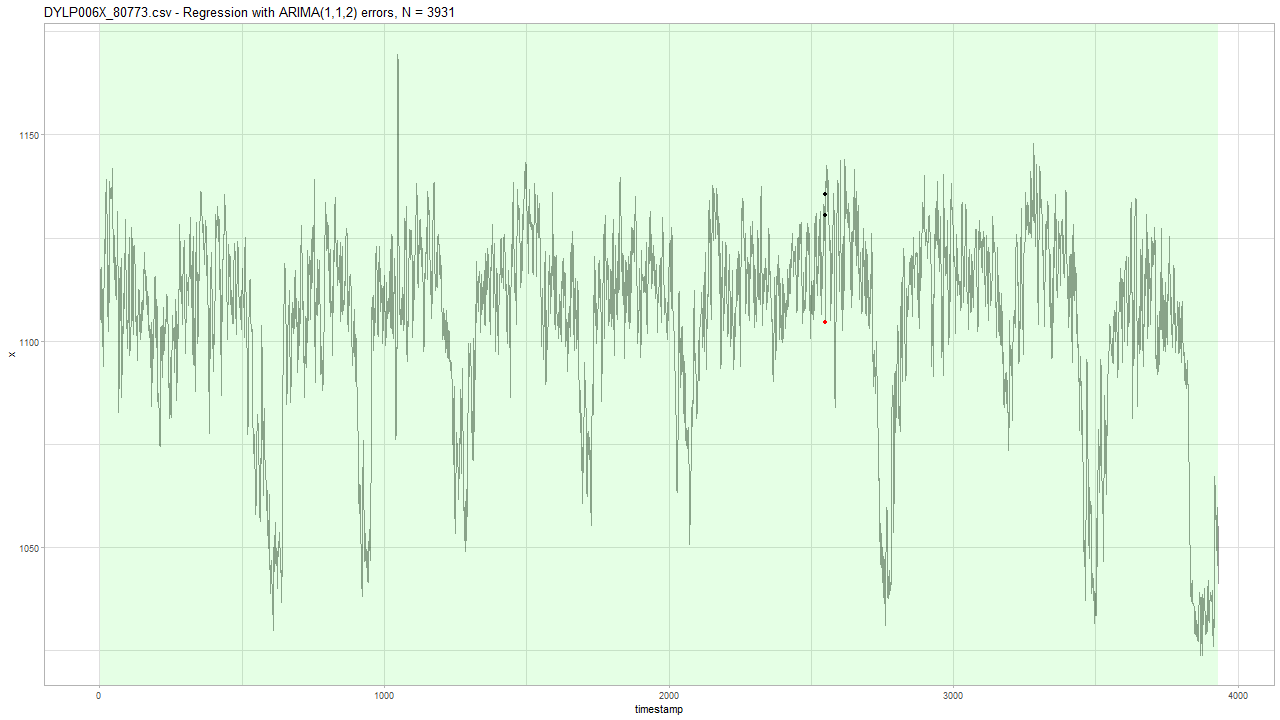 DYLP006X_80773.csv - Regression with ARIMA(1,1,2) errors, N = 3931
1150
1100
x
1050
0
1000
2000
3000
4000
timestamp